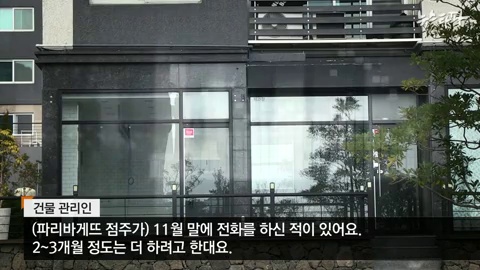 건물 관리인
(파리바게뜨 점주가) 11월 말에 전화를 하신 적이 있어요.
2~3개월 정도는 더 하려고 한대요.